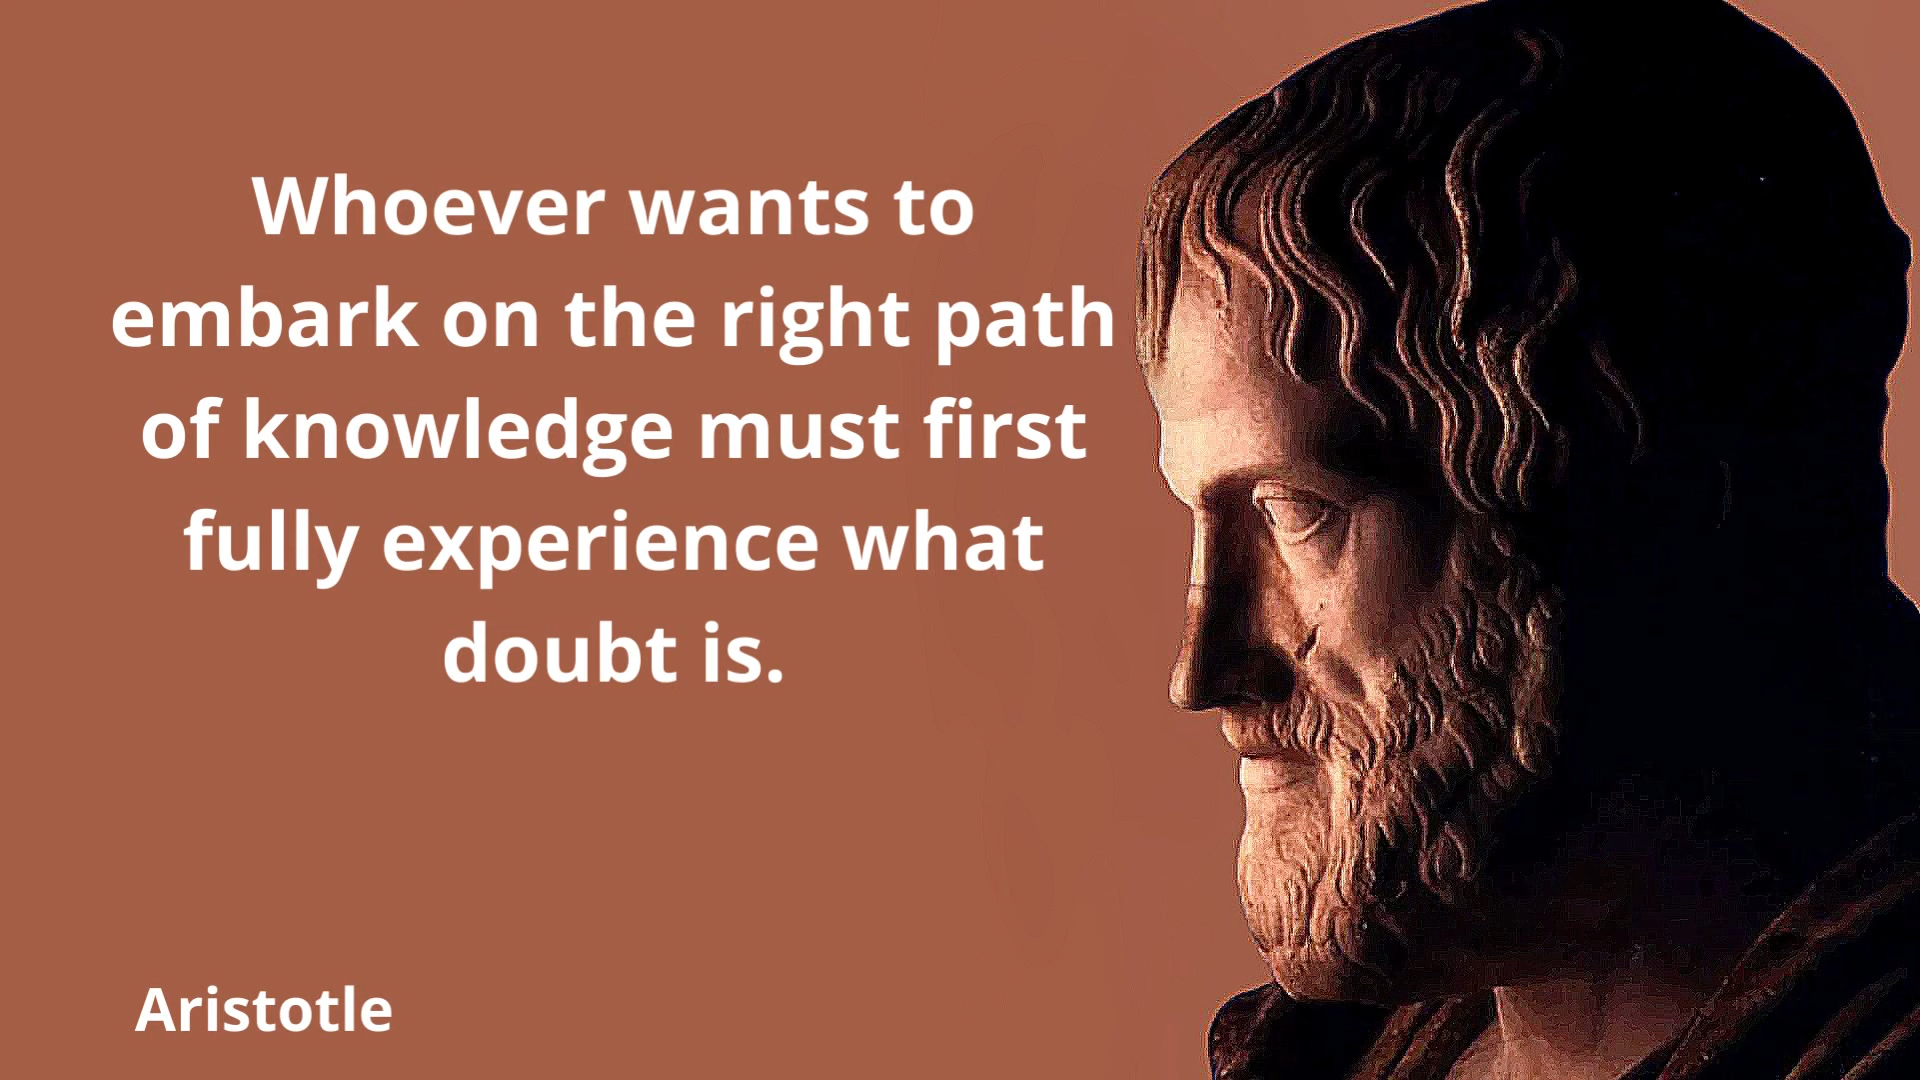 Whoever wants to
embark on the right path
of knowledge must first
fully experience what
doubt is.
Aristotle